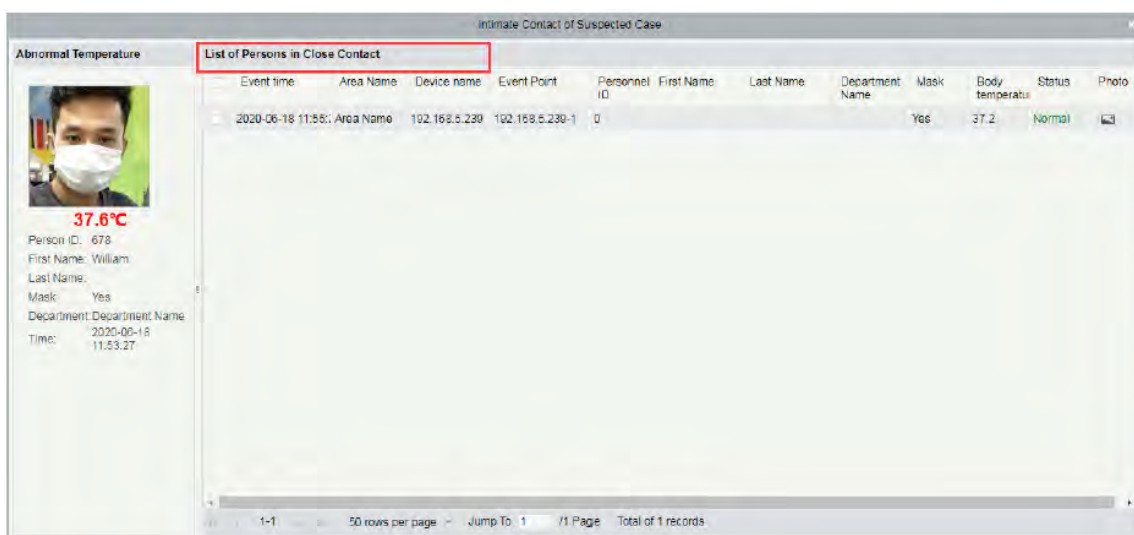 Intimate Contact of Suspected Case
Abnormal Temperature
37.6℃
Person ID: 678
First Name: William
Last Name:
Mask Yes
Department: Department Name
Time: 2020-06-18
11:53:27
List of Persons in Close Contact
Event time Area Name Device name Event Point Personnel ID First Name Last Name Department Name Mask Body temperatu Status Photo
2020-06-18 11:55: Area Name 192.168.5.239 192.168.5.239-1 0 Yes 37.2 Normal
1-1 50 rows per page Jump To 1 /1 Page Total of 1 records